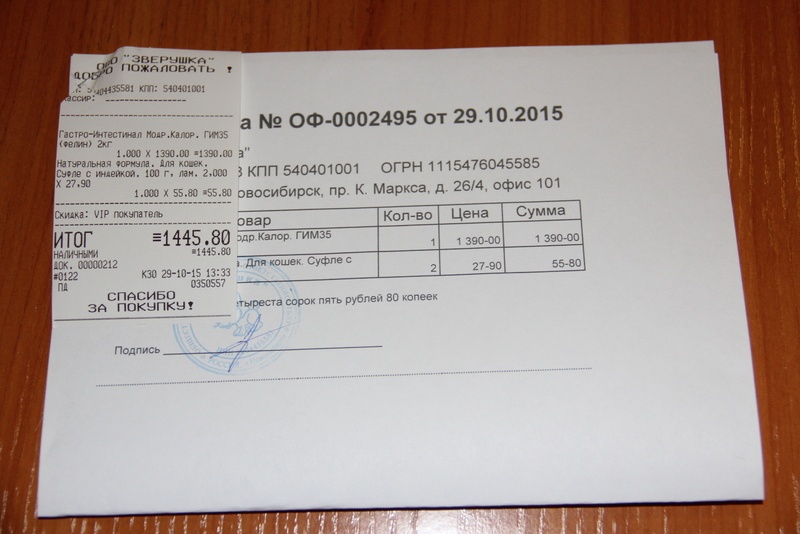 "ЗВЕРУШКА"
ДОБРО ПОЖАЛОВАТЬ !
5404435581 КПП: 540401001
Гастро-Интестинал Модр.Калор. ГИМ35
(Фелин) 2кг
1.000 X 1390.00 ≡1390.00
Натуральная формула. Для кошек.
Суфле с индейкой, 100 г, лам. 2.000
X 27.90
1.000 X 55.80 ≡55.80
Скидка: VIP покупатель
ИТОГ ≡1445.80
НАЛИЧНЫМИ ≡1445.80
ДОК. 00000212
#0122 К30 29-10-15 13:33
ПД 0350557
СПАСИБО
ЗА ПОКУПКУ!
а № ОФ-0002495 от 29.10.2015
а"
3 КПП 540401001 ОГРН 1115476045585
овосибирск, пр. К. Маркса, д. 26/4, офис 101
овар Кол-во Цена Сумма
одр.Калор. ГИМ35 1 1 390-00 1 390-00
а. Для кошек. Суфле с 2 27-90 55-80
тыреста сорок пять рублей 80 копеек
Подпись